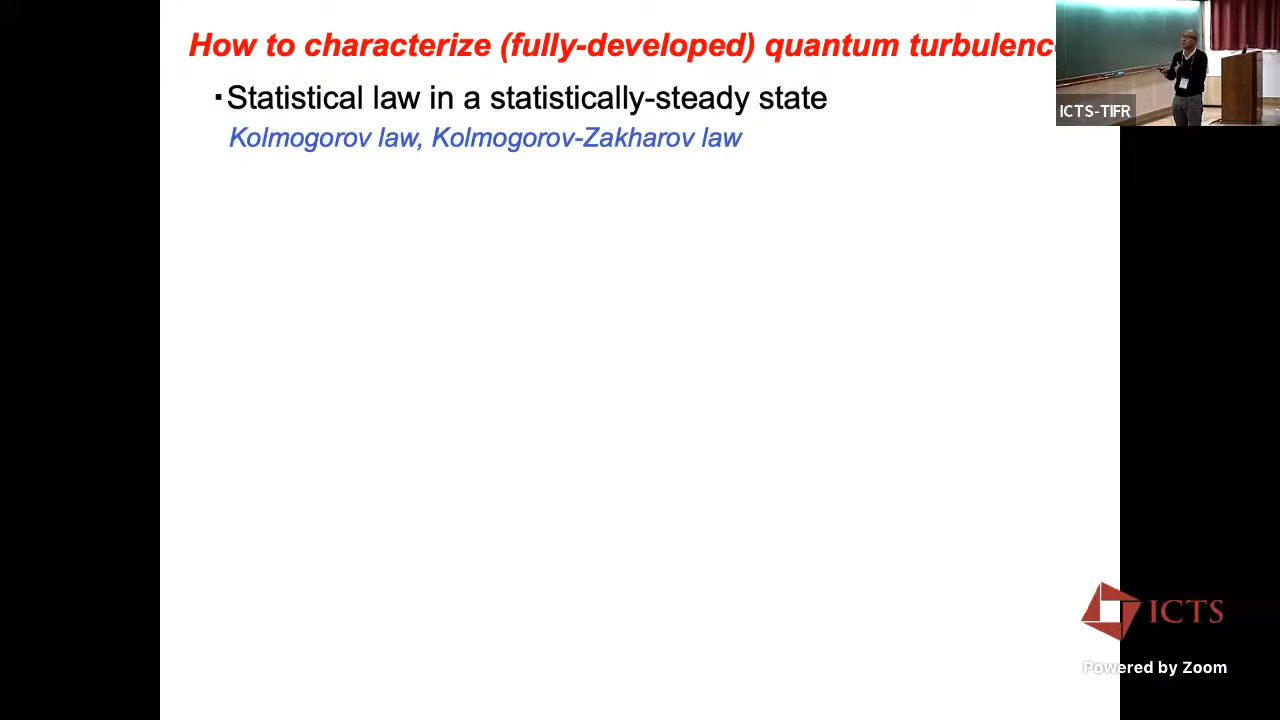 How to characterize (fully-developed) quantum turbulenc
▪Statistical law in a statistically-steady state
Kolmogorov law, Kolmogorov-Zakharov law
ICTS-TIFR
ICTS
Powered by Zoom